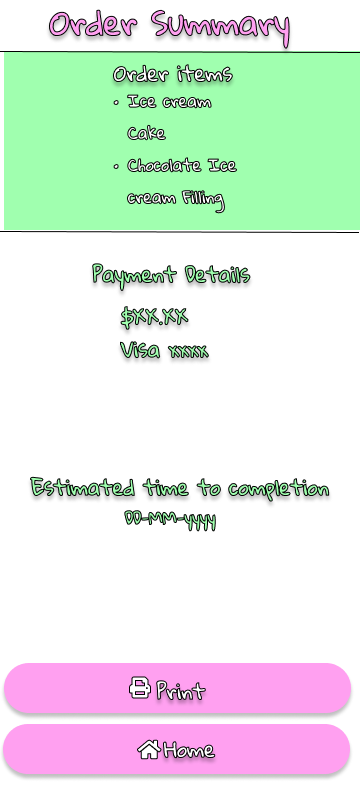 Order Summary
Order items
• Ice cream
Cake
• Chocolate Ice
cream Filling
Payment Details
$XX.XX
Visa xxxx
Estimated time to completion
DD-MM-yyyy
Print
Home